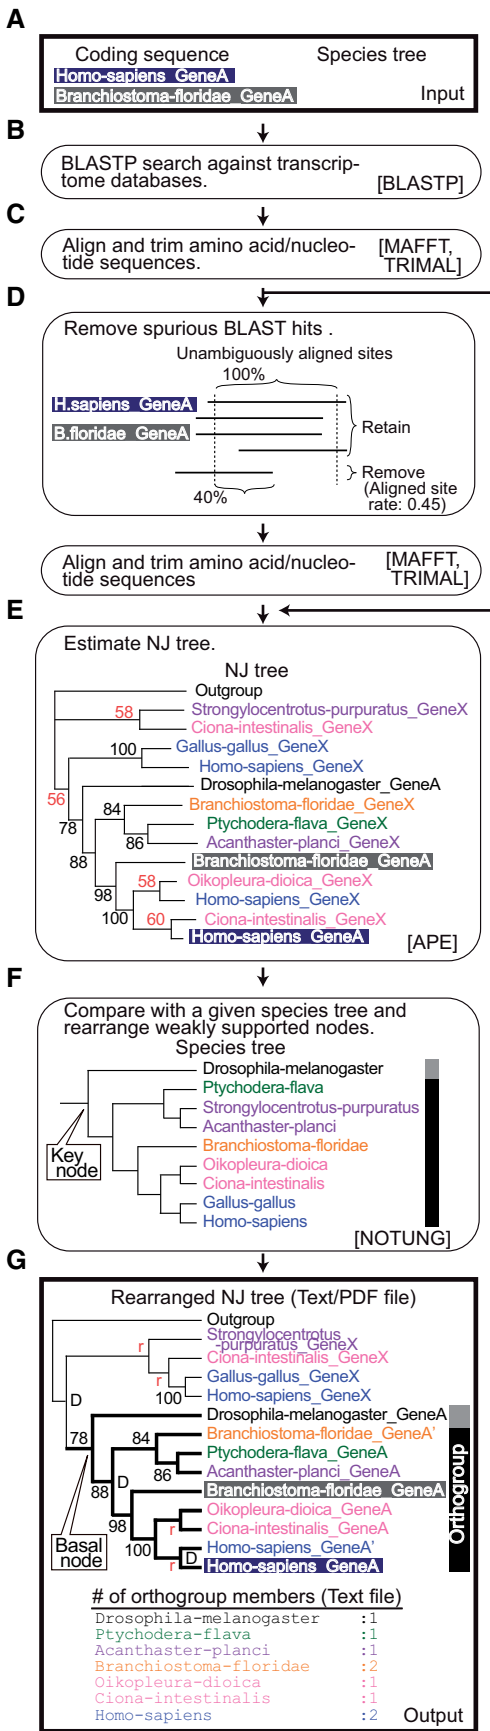 A
Coding sequence Species tree
Homo-sapiens_GeneA
Branchiostoma-floridae_GeneA
Input
B
BLASTP search against transcrip-
tome databases.
[BLASTP]
C
Align and trim amino acid/nucleo-
tide sequences.
[MAFFT,
TRIMAL]
D
Remove spurious BLAST hits .
Unambiguously aligned sites
100%
H.sapiens_GeneA
B.floridae_GeneA
Retain
40%
Remove
(Aligned site
rate: 0.45)
Align and trim amino acid/nucleo-
tide sequences
[MAFFT,
TRIMAL]
E
Estimate NJ tree.
NJ tree
Outgroup
58
Strongylocentrotus-purpuratus_GeneX
Ciona-intestinalis_GeneX
100
Gallus-gallus_GeneX
Homo-sapiens_GeneX
56
Drosophila-melanogaster_GeneA
78
84
Branchiostoma-floridae_GeneX
Ptychodera-flava_GeneX
86
Acanthaster-planci_GeneX
88
Branchiostoma-floridae_GeneA
98
58
Oikopleura-dioica_GeneX
Homo-sapiens_GeneX
100
60
Ciona-intestinalis_GeneX
Homo-sapiens_GeneA
[APE]
F
Compare with a given species tree and
rearrange weakly supported nodes.
Species tree
Drosophila-melanogaster
Ptychodera-flava
Strongylocentrotus-purpuratus
Acanthaster-planci
Key
node
Branchiostoma-floridae
Oikopleura-dioica
Ciona-intestinalis
Gallus-gallus
Homo-sapiens
[NOTUNG]
G
Rearranged NJ tree (Text/PDF file)
Outgroup
r
Strongylocentrotus
-purpuratus_GeneX
Ciona-intestinalis_GeneX
r
Gallus-gallus_GeneX
100
Homo-sapiens_GeneX
D
Drosophila-melanogaster_GeneA
78
84
Branchiostoma-floridae_GeneA'
Ptychodera-flava_GeneA
86
Acanthaster-planci_GeneA
88
D
Branchiostoma-floridae_GeneA
98
Oikopleura-dioica_GeneA
r
Ciona-intestinalis_GeneA
100
Homo-sapiens_GeneA'
r
D
Homo-sapiens_GeneA
Basal
node
Orthogroup
# of orthogroup members (Text file)
Drosophila-melanogaster :1
Ptychodera-flava :1
Acanthaster-planci :1
Branchiostoma-floridae :2
Oikopleura-dioica :1
Ciona-intestinalis :1
Homo-sapiens :2
Output